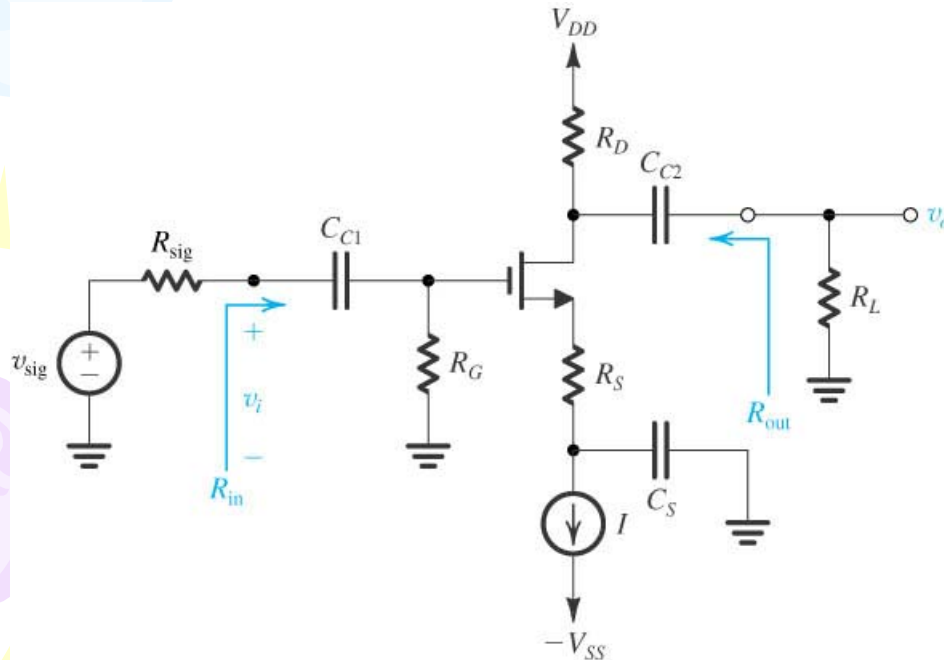 V_DD
R_D
C_C2
C_C1
R_sig
R_L
+
v_sig
+
−
R_G
R_S
v_i
R_out
−
R_in
C_S
I
−V_SS